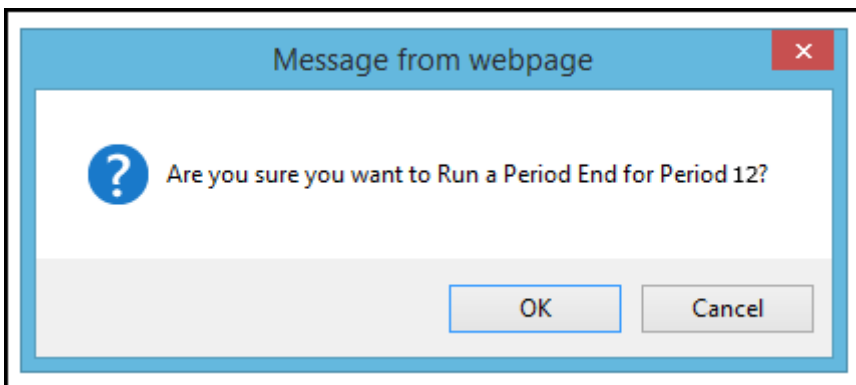 Message from webpage
Are you sure you want to Run a Period End for Period 12?
OK
Cancel